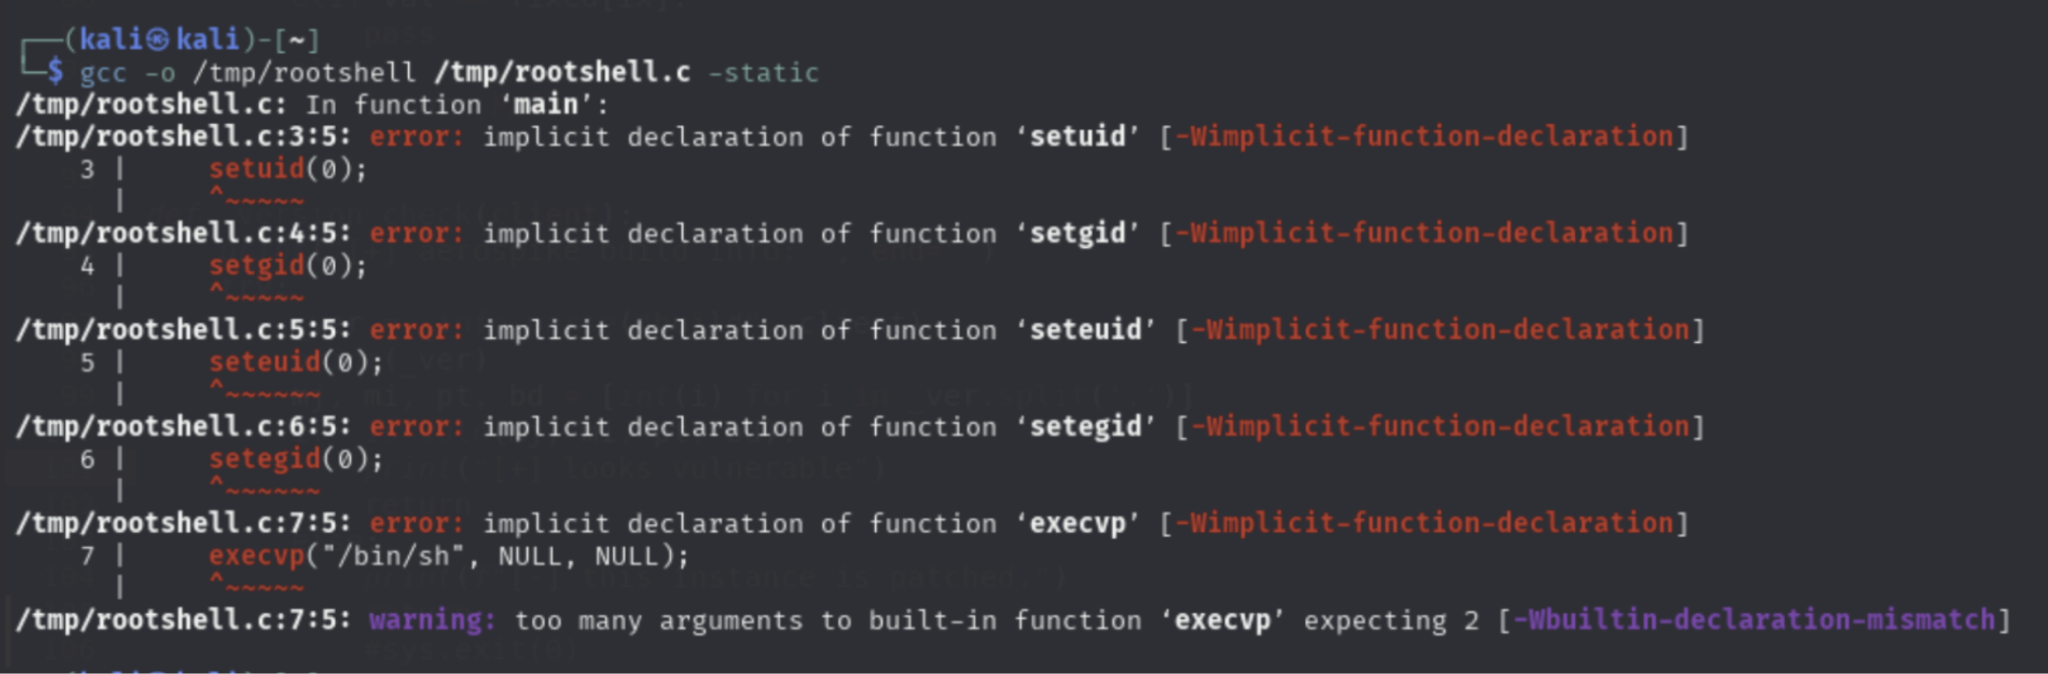 ┌──(kali㉿kali)-[~]
└─$ gcc -o /tmp/rootshell /tmp/rootshell.c -static
/tmp/rootshell.c: In function ‘main’:
/tmp/rootshell.c:3:5: error: implicit declaration of function ‘setuid’ [-Wimplicit-function-declaration]
    3 |     setuid(0);
      |     ^~~~~~
/tmp/rootshell.c:4:5: error: implicit declaration of function ‘setgid’ [-Wimplicit-function-declaration]
    4 |     setgid(0);
      |     ^~~~~~
/tmp/rootshell.c:5:5: error: implicit declaration of function ‘seteuid’ [-Wimplicit-function-declaration]
    5 |     seteuid(0);
      |     ^~~~~~~
/tmp/rootshell.c:6:5: error: implicit declaration of function ‘setegid’ [-Wimplicit-function-declaration]
    6 |     setegid(0);
      |     ^~~~~~~
/tmp/rootshell.c:7:5: error: implicit declaration of function ‘execvp’ [-Wimplicit-function-declaration]
    7 |     execvp("/bin/sh", NULL, NULL);
      |     ^~~~~~
/tmp/rootshell.c:7:5: warning: too many arguments to built-in function ‘execvp’ expecting 2 [-Wbuiltin-declaration-mismatch]